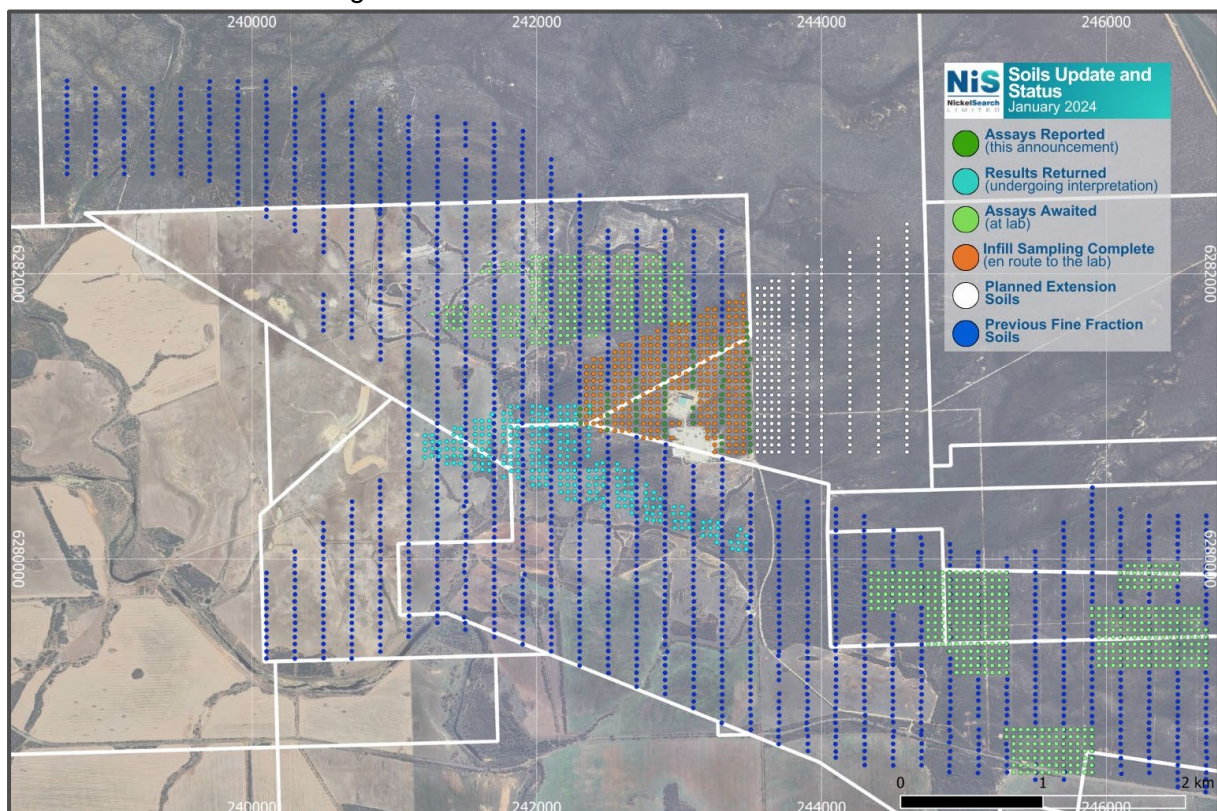 240000 242000 244000 246000
NiS
NickelSearch
LIMITED
Soils Update and
Status
January 2024
Assays Reported
(this announcement)
Results Returned
(undergoing interpretation)
Assays Awaited
(at lab)
Infill Sampling Complete
(en route to the lab)
Planned Extension
Soils
Previous Fine Fraction
Soils
6282000 6282000
6280000 6280000
0 1 2 km
240000 242000 244000 246000